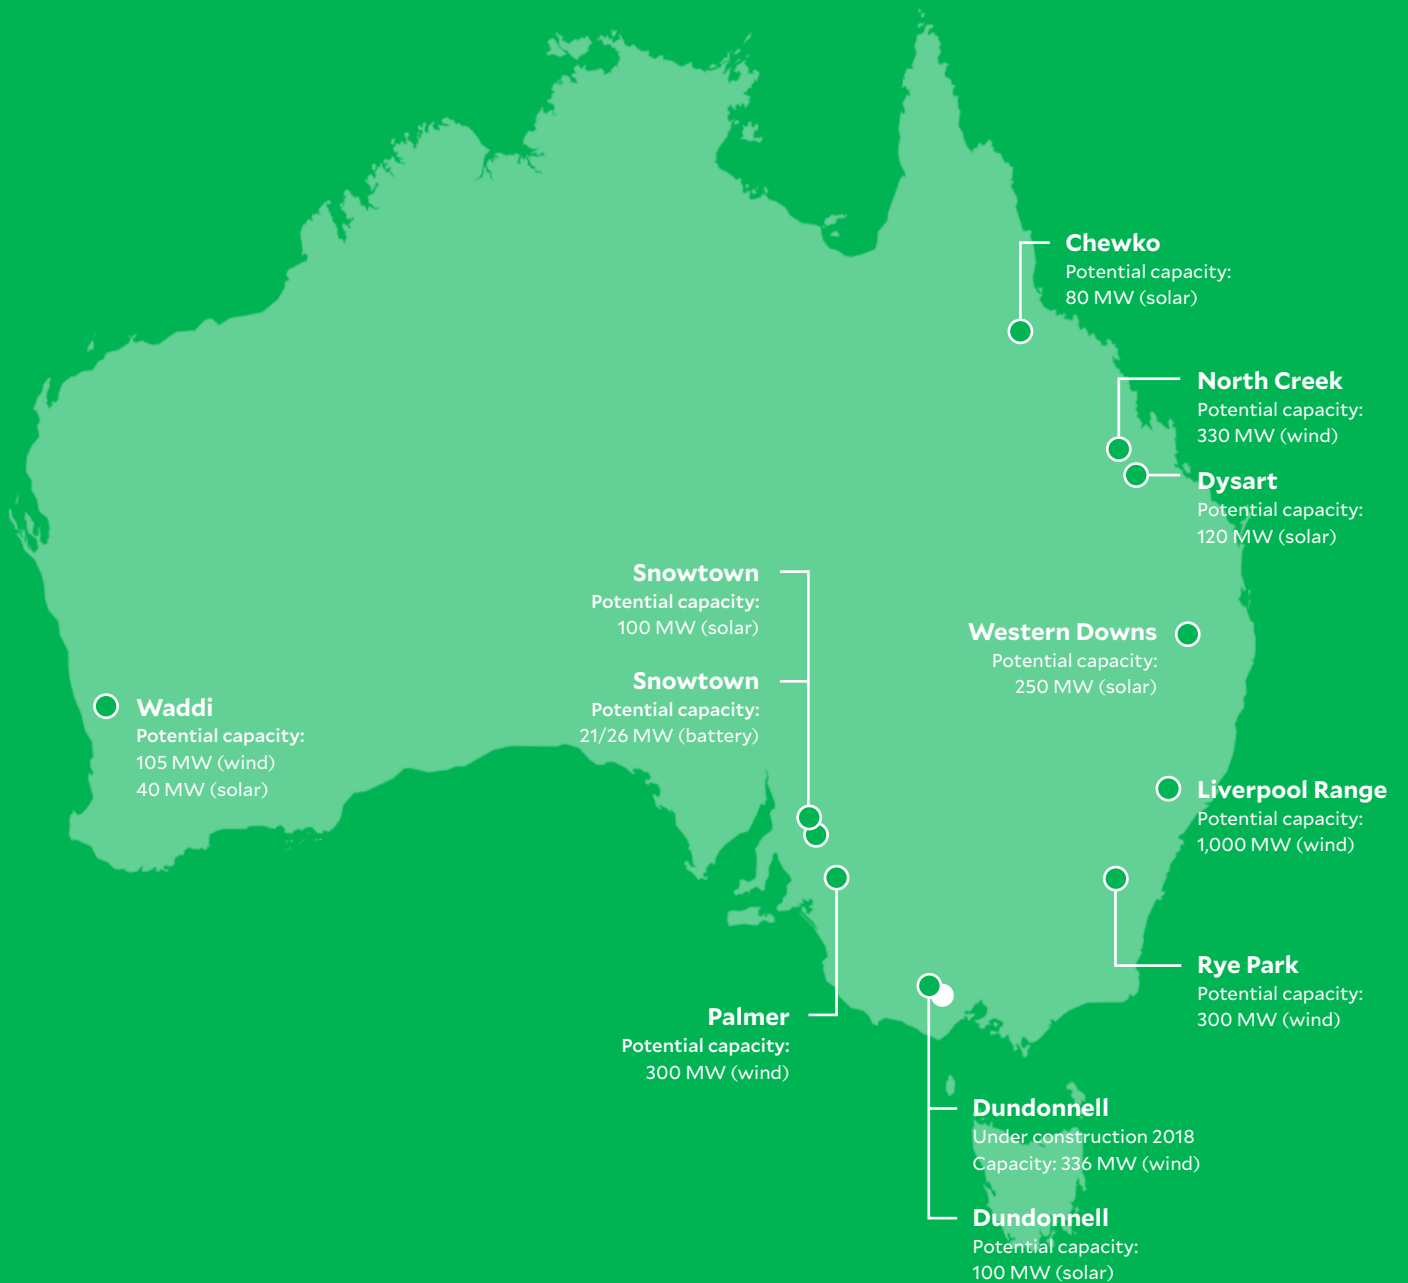 Chewko
Potential capacity:
80 MW (solar)
North Creek
Potential capacity:
330 MW (wind)
Dysart
Potential capacity:
120 MW (solar)
Snowtown
Potential capacity:
100 MW (solar)
Western Downs
Potential capacity:
250 MW (solar)
Snowtown
Potential capacity:
21/26 MW (battery)
Waddi
Potential capacity:
105 MW (wind)
40 MW (solar)
Liverpool Range
Potential capacity:
1,000 MW (wind)
Rye Park
Potential capacity:
300 MW (wind)
Palmer
Potential capacity:
300 MW (wind)
Dundonnell
Under construction 2018
Capacity: 336 MW (wind)
Dundonnell
Potential capacity:
100 MW (solar)